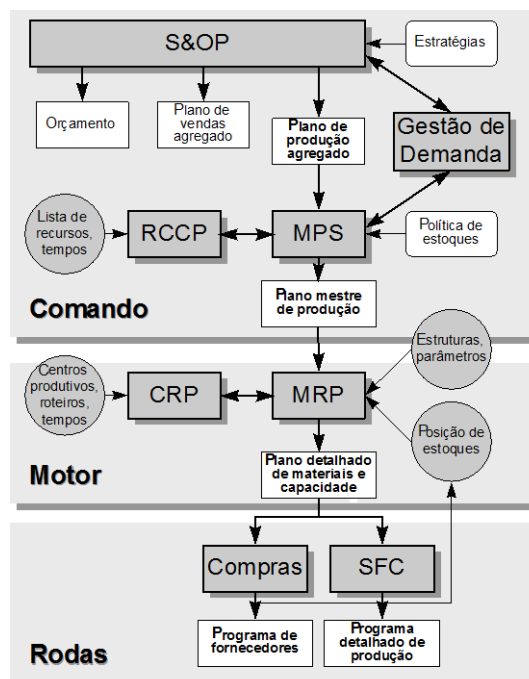 S&OP
Estratégias
Orçamento
Plano de
vendas agregado
Plano de
produção
agregado
Gestão de
Demanda
Lista de
recursos,
tempos
RCCP
MPS
Política de
estoques
Comando
Plano mestre
de produção
Estruturas,
parâmetros
Centros
produtivos,
roteiros,
tempos
CRP
MRP
Posição de
estoques
Motor
Plano detalhado
de materiais e
capacidade
Compras
SFC
Programa de
fornecedores
Programa
detalhado de
produção
Rodas